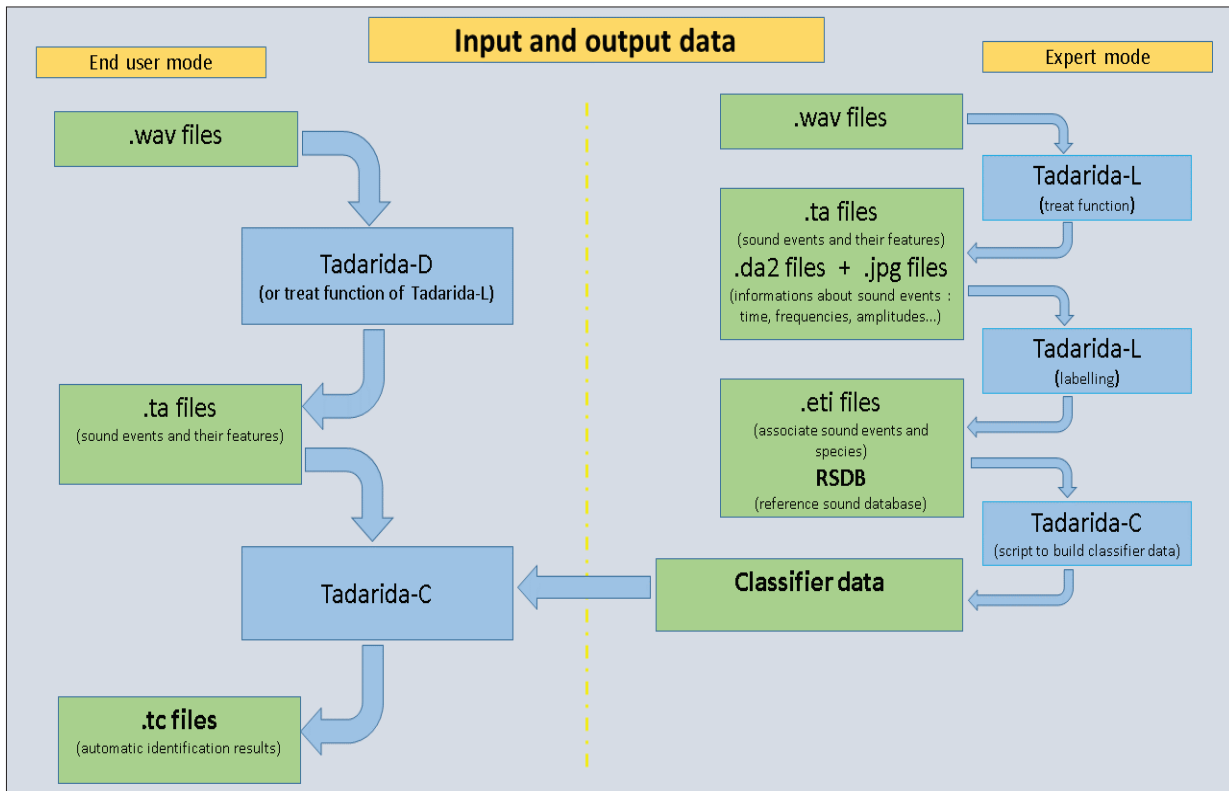 Input and output data
End user mode
.wav files
Tadarida-D
(or treat function of Tadarida-L)
.ta files
(sound events and their features)
Tadarida-C
.tc files
(automatic identification results)
Expert mode
.wav files
Tadarida-L
(treat function)
.ta files
(sound events and their features)
.da2 files + .jpg files
(informations about sound events :
time, frequencies, amplitudes...)
Tadarida-L
(labelling)
.eti files
(associate sound events and
species)
RSDB
(reference sound database)
Tadarida-C
(script to build classifier data)
Classifier data